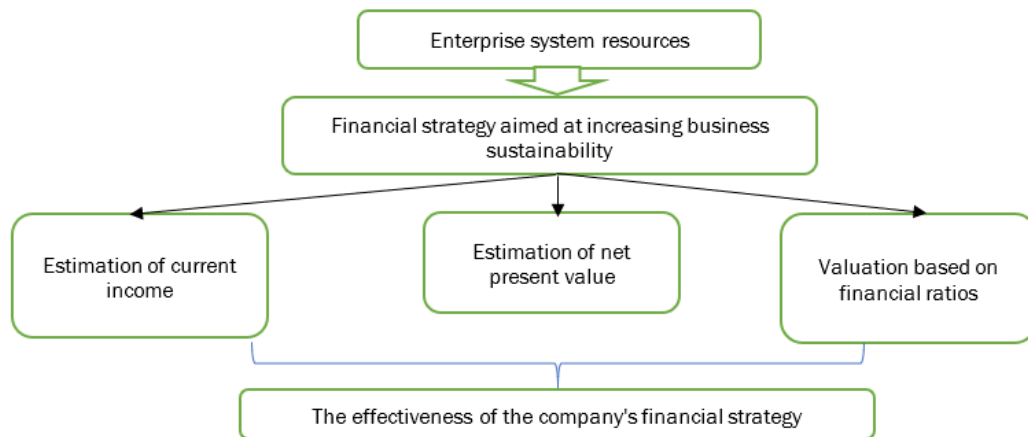 Enterprise system resources
Financial strategy aimed at increasing business
sustainability
Estimation of current
income
Estimation of net
present value
Valuation based on
financial ratios
The effectiveness of the company's financial strategy